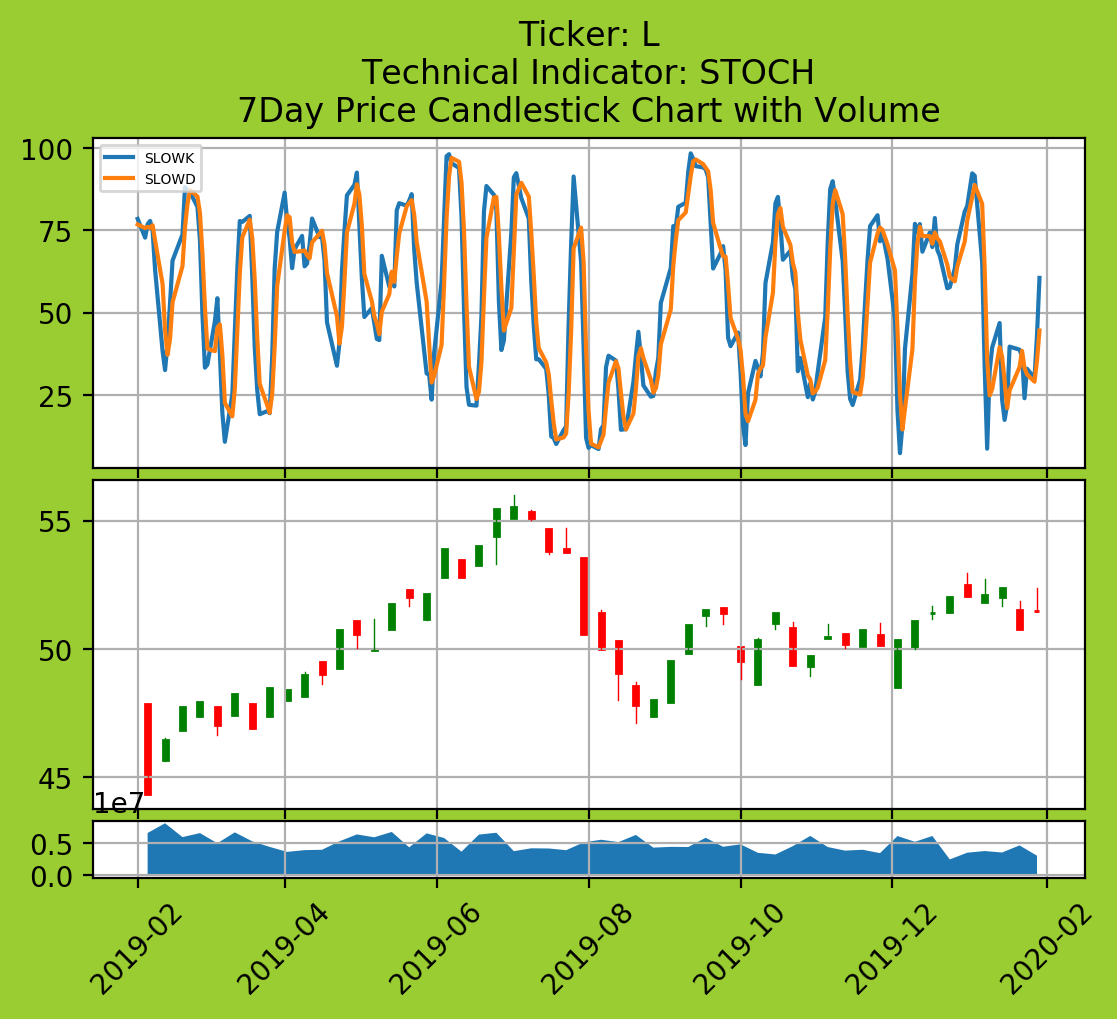 Ticker: L
Technical Indicator: STOCH
7Day Price Candlestick Chart with Volume
100
SLOWK
SLOWD
75
50
25
55
50
45
1e7
0.5
0.0
2019-02
2019-04
2019-06
2019-08
2019-10
2019-12
2020-02